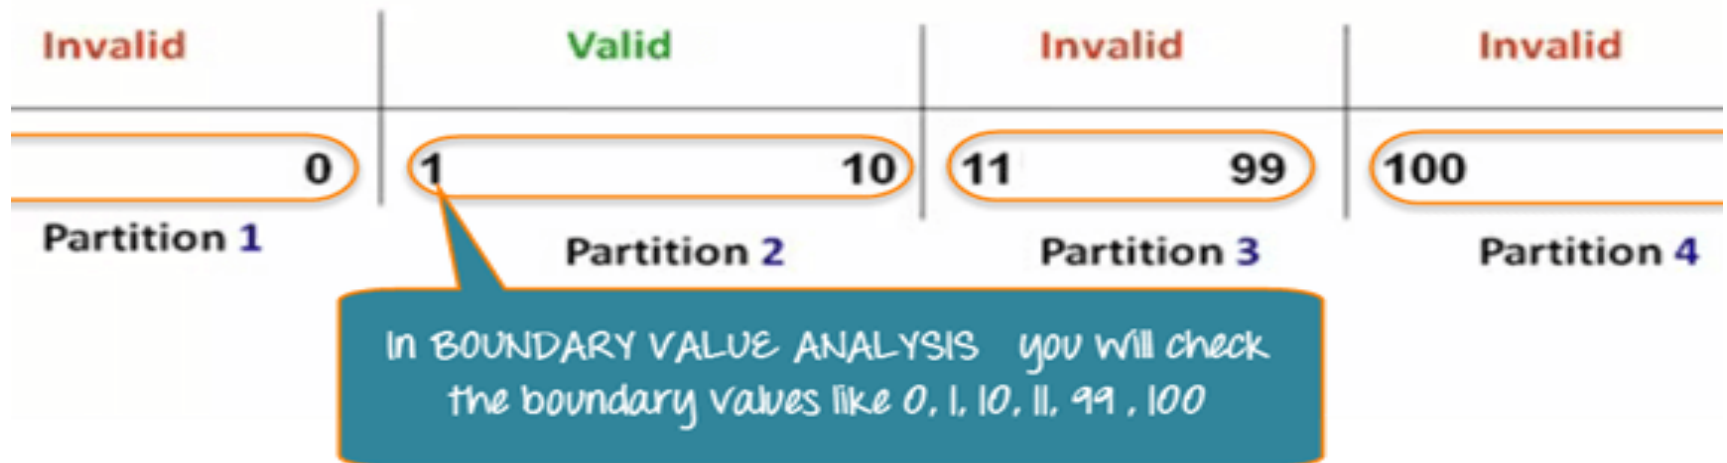 Invalid Valid Invalid Invalid
0 1 10 11 99 100
Partition 1 Partition 2 Partition 3 Partition 4
In BOUNDARY VALUE ANALYSIS you will check
the boundary values like 0, 1, 10, 11, 99 , 100